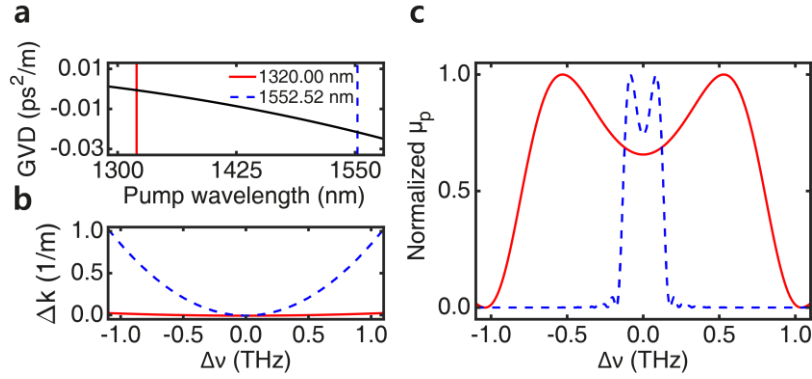 a
GVD (ps²/m)
0.01
-0.01
-0.03
1320.00 nm
1552.52 nm
1300
1425
1550
Pump wavelength (nm)
b
Δk (1/m)
1.0
0.5
0.0
-1.0
-0.5
0.0
0.5
1.0
Δν (THz)
c
Normalized μp
1.0
0.5
0.0
-1.0
-0.5
0.0
0.5
1.0
Δν (THz)